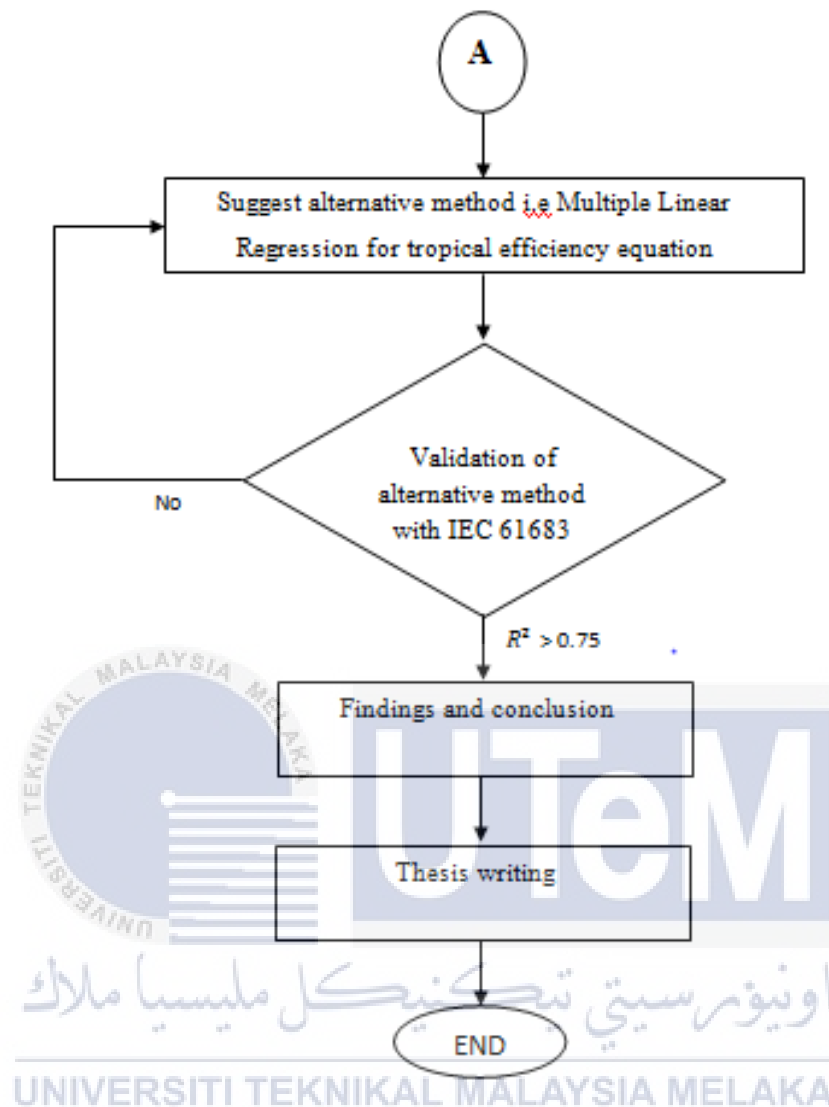 A
Suggest alternative method i,e Multiple Linear
Regression for tropical efficiency equation
Validation of
alternative method
with IEC 61683
No
R² > 0.75
Findings and conclusion
Thesis writing
END
UNIVERSITI TEKNIKAL MALAYSIA MELAKA
UTeM
اونيۏرسيتي تيكنيكل مليسيا ملاك
UNIVERSITI TEKNIKAL MALAYSIA MELAKA